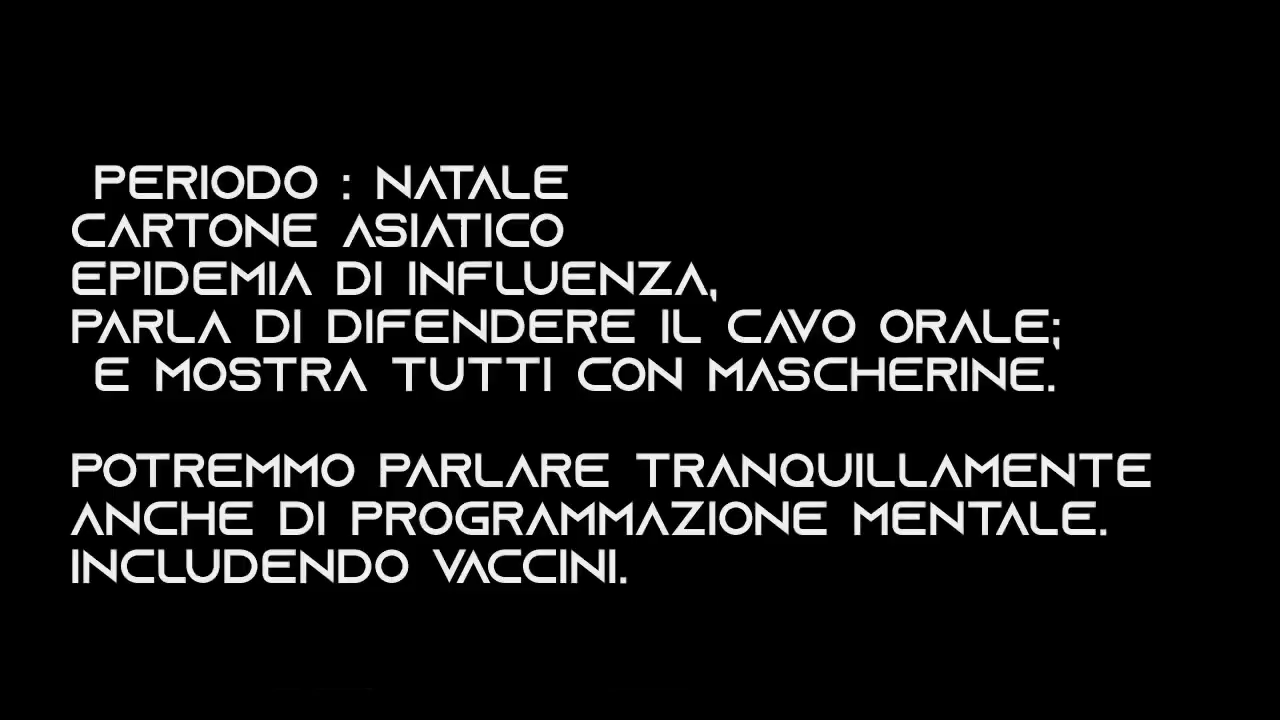 PERIODO : NATALE
CARTONE ASIATICO
EPIDEMIA DI INFLUENZA,
PARLA DI DIFENDERE IL CAVO ORALE;
E MOSTRA TUTTI CON MASCHERINE.
POTREMMO PARLARE TRANQUILLAMENTE
ANCHE DI PROGRAMMAZIONE MENTALE.
INCLUDENDO VACCINI.